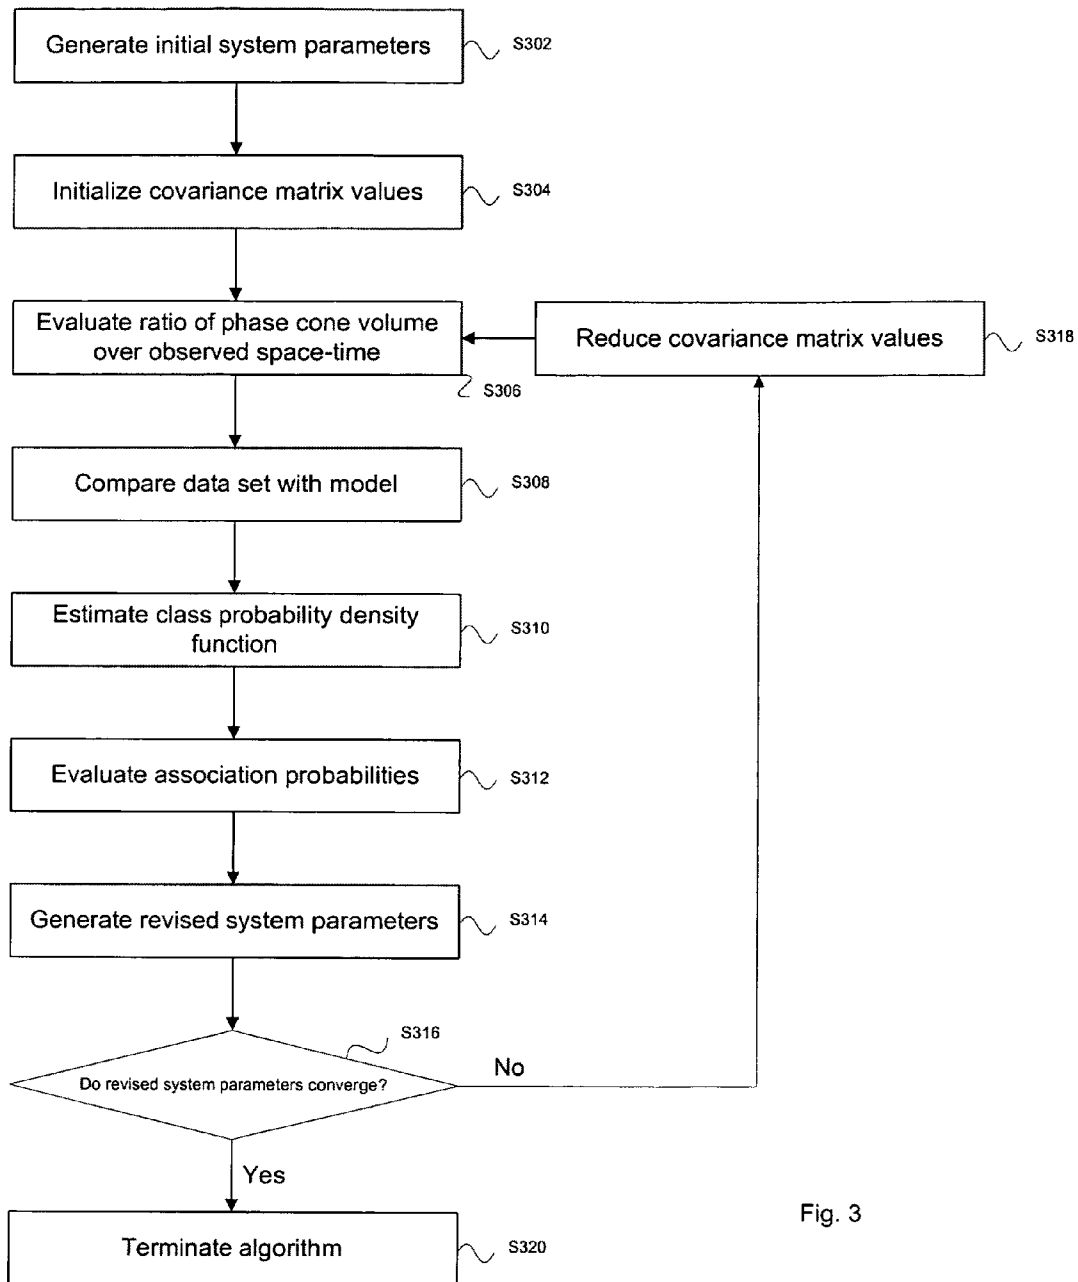 Generate initial system parameters
S302
Initialize covariance matrix values
S304
Evaluate ratio of phase cone volume
over observed space-time
S306
Reduce covariance matrix values
S318
Compare data set with model
S308
Estimate class probability density
function
S310
Evaluate association probabilities
S312
Generate revised system parameters
S314
S316
Do revised system parameters converge?
No
Yes
Terminate algorithm
S320
Fig. 3